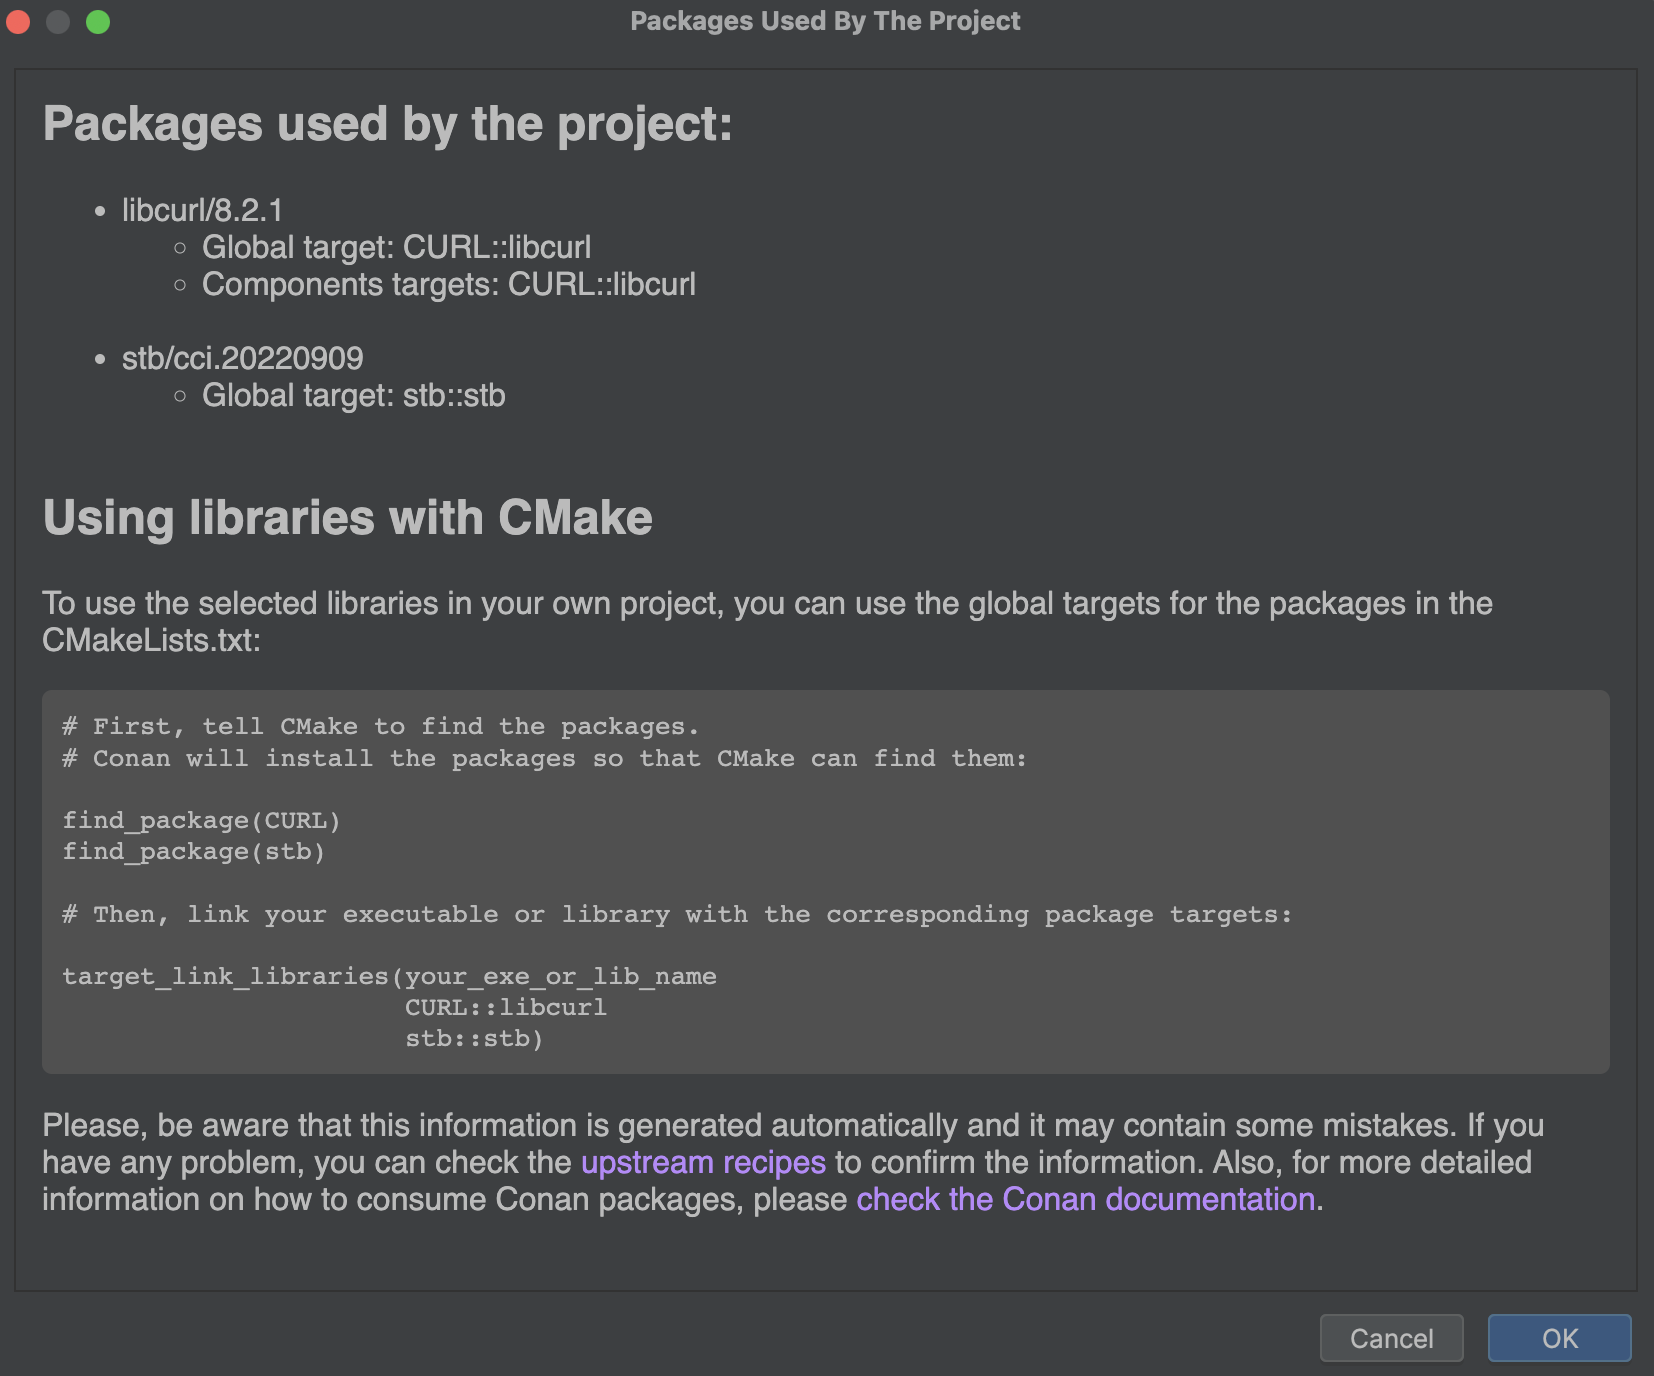 Packages Used By The Project
Packages used by the project:
• libcurl/8.2.1
◦ Global target: CURL::libcurl
◦ Components targets: CURL::libcurl
• stb/cci.20220909
◦ Global target: stb::stb
Using libraries with CMake
To use the selected libraries in your own project, you can use the global targets for the packages in the
CMakeLists.txt:
# First, tell CMake to find the packages.
# Conan will install the packages so that CMake can find them:
find_package(CURL)
find_package(stb)
# Then, link your executable or library with the corresponding package targets:
target_link_libraries(your_exe_or_lib_name
CURL::libcurl
stb::stb)
Please, be aware that this information is generated automatically and it may contain some mistakes. If you
have any problem, you can check the upstream recipes to confirm the information. Also, for more detailed
information on how to consume Conan packages, please check the Conan documentation.
Cancel
OK